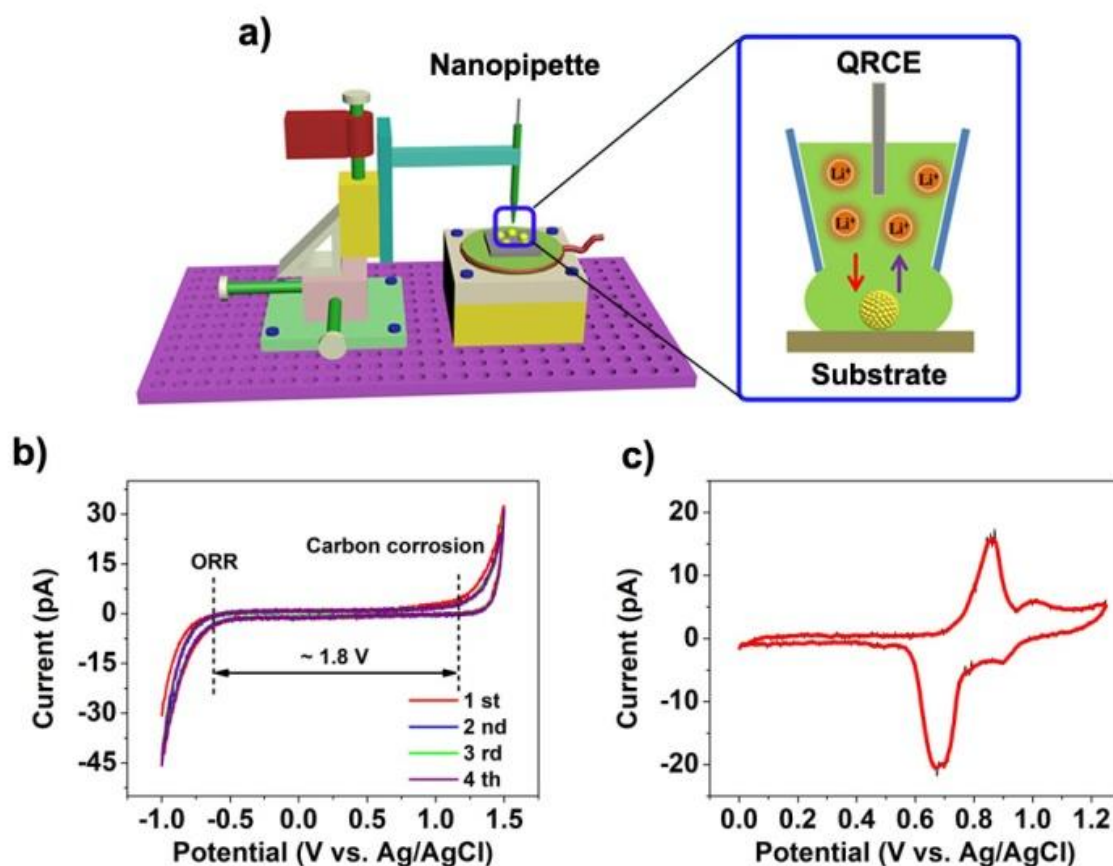 a)
Nanopipette
QRCE
Li⁺
Li⁺
Li⁺
Li⁺
Substrate
b)
30
15
0
-15
-30
-45
Current (pA)
ORR
Carbon corrosion
~ 1.8 V
1 st
2 nd
3 rd
4 th
-1.0
-0.5
0.0
0.5
1.0
1.5
Potential (V vs. Ag/AgCl)
c)
20
10
0
-10
-20
Current (pA)
0.0
0.2
0.4
0.6
0.8
1.0
1.2
Potential (V vs. Ag/AgCl)